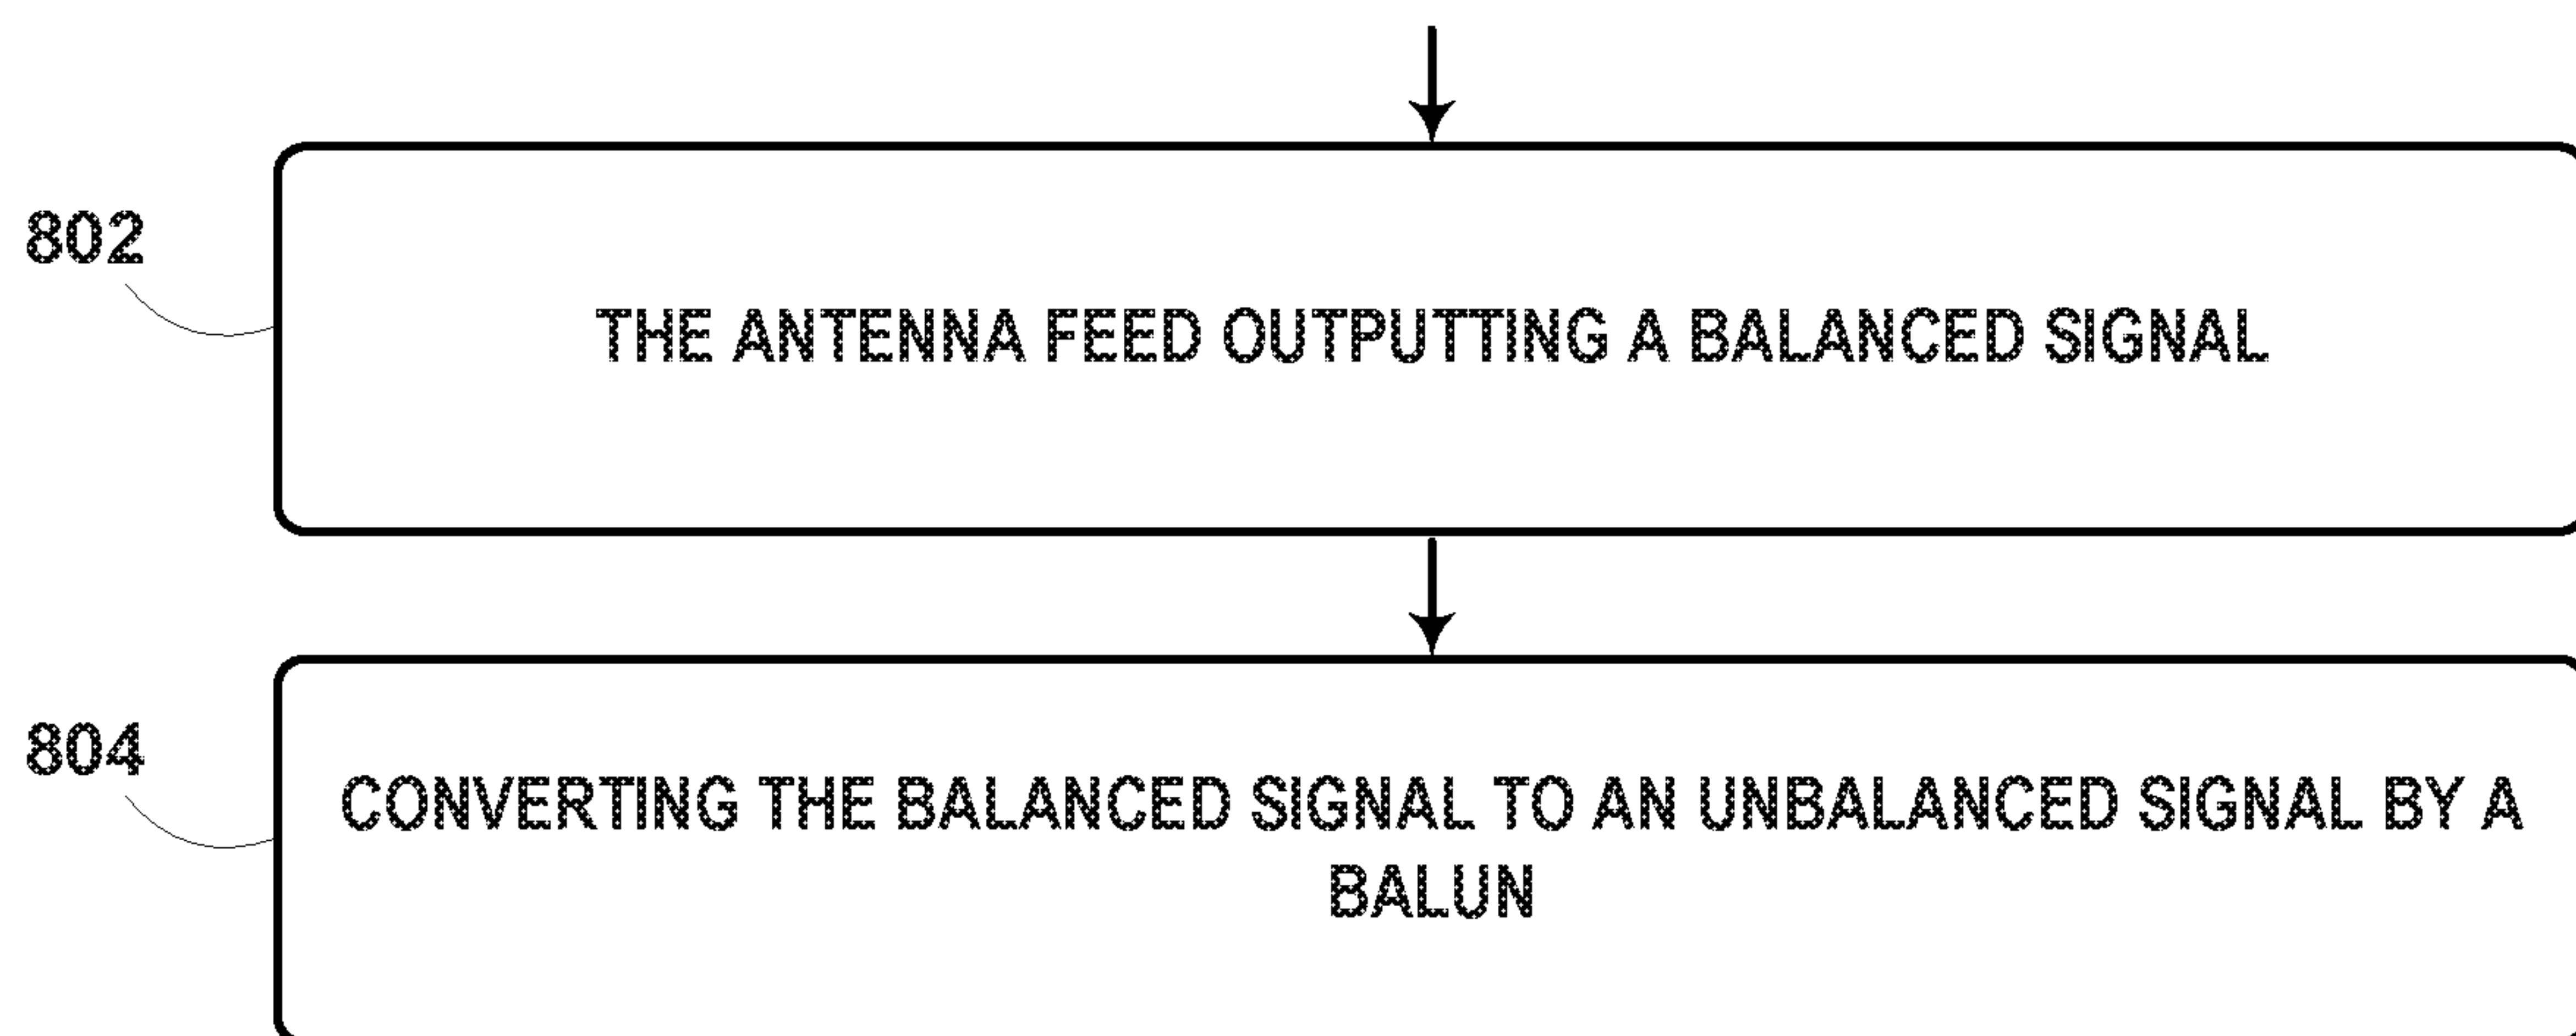 802
THE ANTENNA FEED OUTPUTTING A BALANCED SIGNAL
804
CONVERTING THE BALANCED SIGNAL TO AN UNBALANCED SIGNAL BY A
BALUN